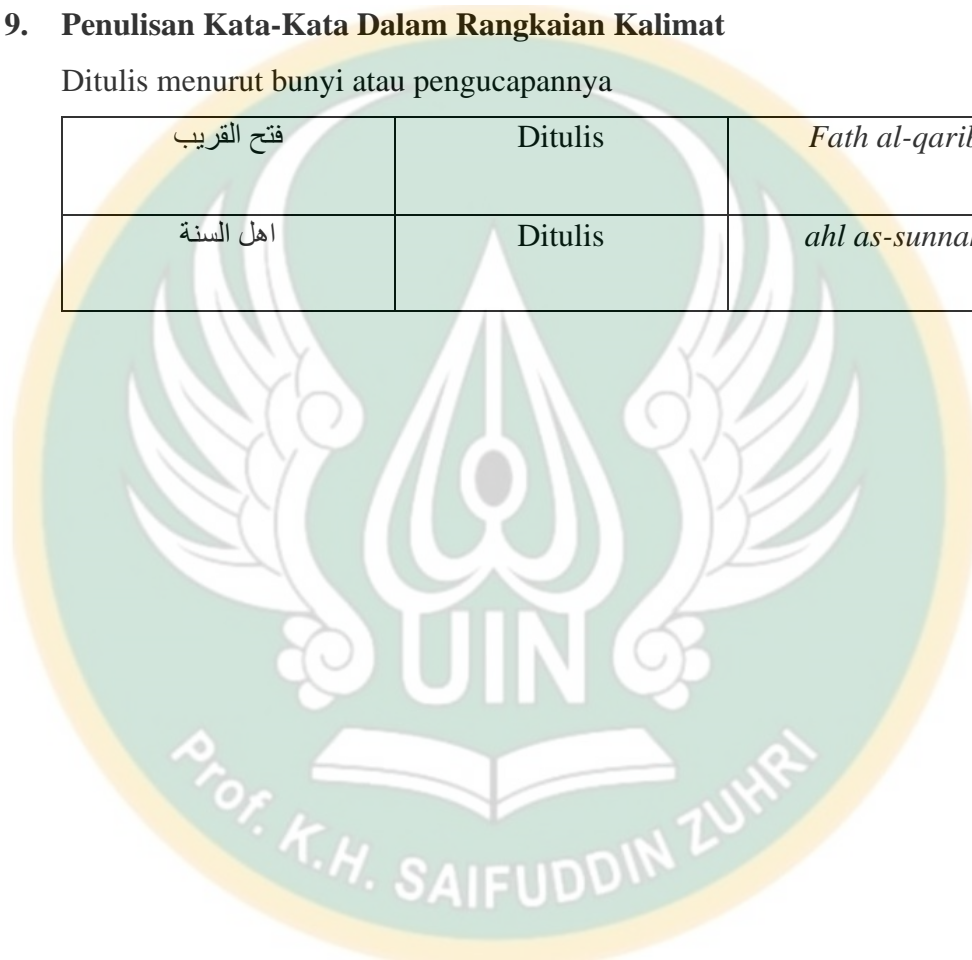 9. Penulisan Kata-Kata Dalam Rangkaian Kalimat
Ditulis menurut bunyi atau pengucapannya
فتح القريب Ditulis Fath al-qarib
اهل السنة Ditulis ahl as-sunnah
UIN
Prof. K.H. SAIFUDDIN ZUHRI